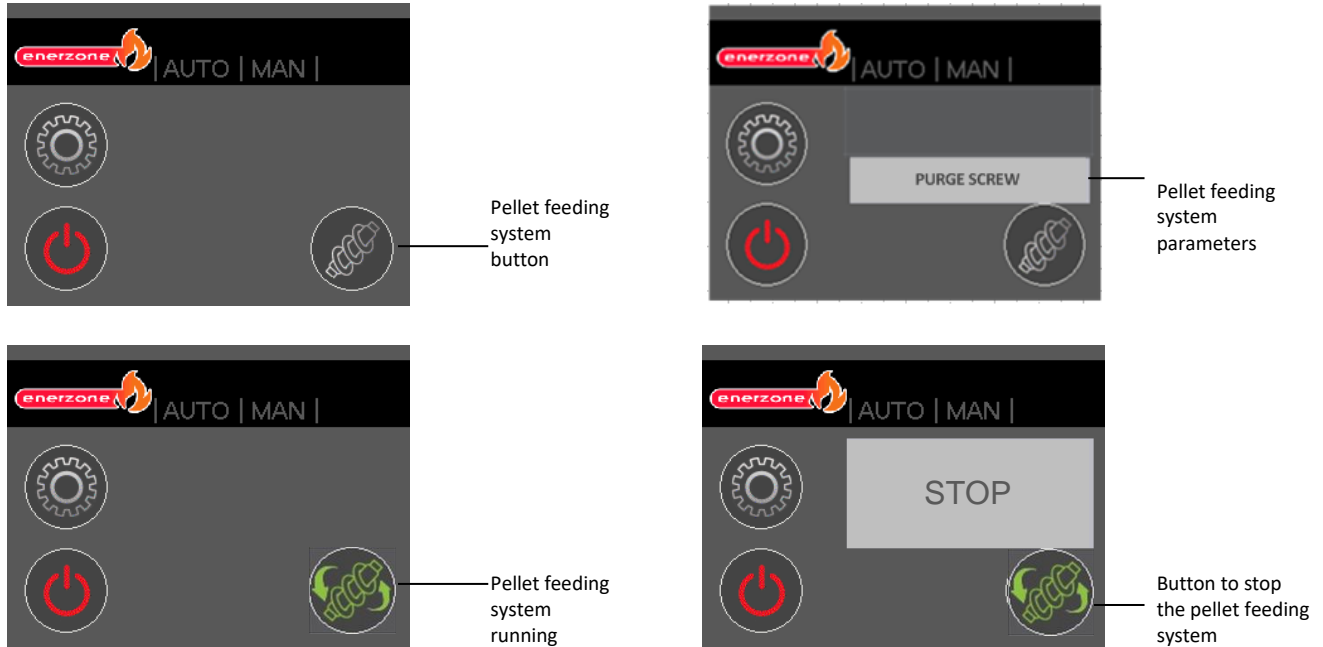 enerzone
| AUTO | MAN |
Pellet feeding
system
button
enerzone
| AUTO | MAN |
PURGE SCREW
Pellet feeding
system
parameters
enerzone
| AUTO | MAN |
Pellet feeding
system
running
enerzone
| AUTO | MAN |
STOP
Button to stop
the pellet feeding
system